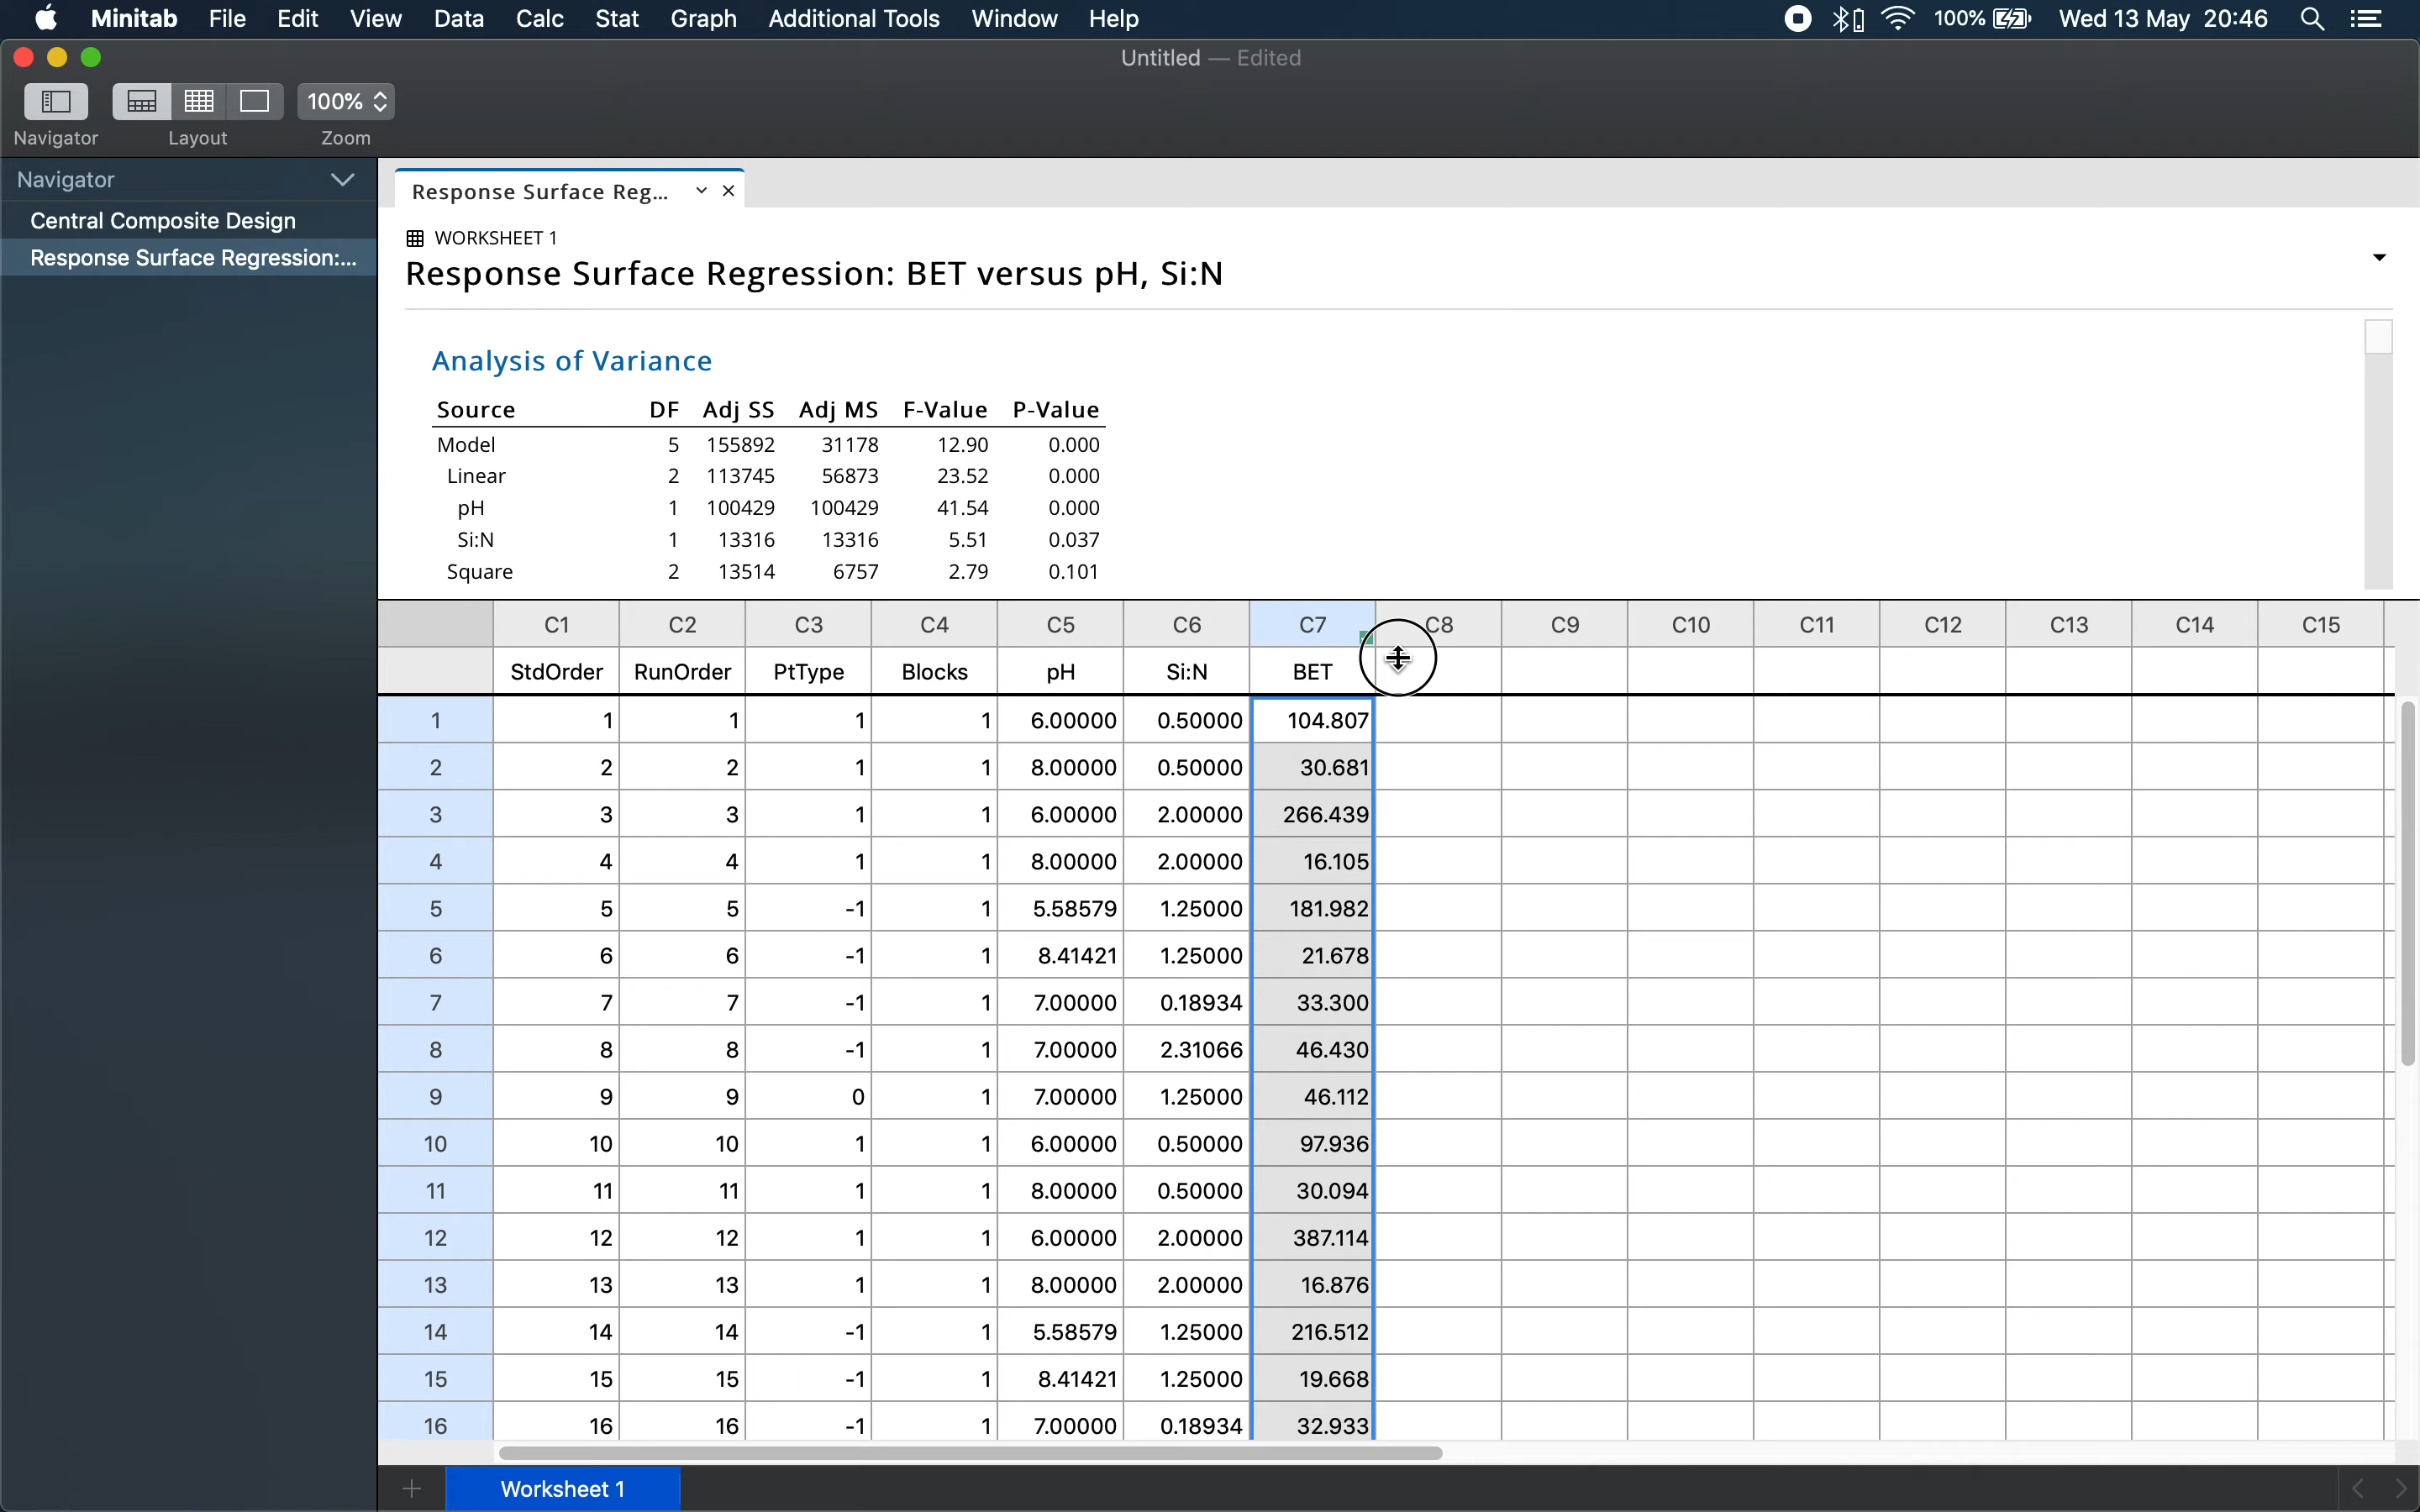 Minitab File Edit View Data Calc Stat Graph Additional Tools Window Help 100% Wed 13 May 20:46
Untitled — Edited
100%
Navigator Layout Zoom
Navigator
Central Composite Design
Response Surface Regression:...
Response Surface Reg...
WORKSHEET 1
Response Surface Regression: BET versus pH, Si:N
Analysis of Variance
Source DF Adj SS Adj MS F-Value P-Value
Model 5 155892 31178 12.90 0.000
Linear 2 113745 56873 23.52 0.000
pH 1 100429 100429 41.54 0.000
Si:N 1 13316 13316 5.51 0.037
Square 2 13514 6757 2.79 0.101
C1 C2 C3 C4 C5 C6 C7 C8 C9 C10 C11 C12 C13 C14 C15
StdOrder RunOrder PtType Blocks pH Si:N BET
1 1 1 1 1 6.00000 0.50000 104.807
2 2 2 1 1 8.00000 0.50000 30.681
3 3 3 1 1 6.00000 2.00000 266.439
4 4 4 1 1 8.00000 2.00000 16.105
5 5 5 -1 1 5.58579 1.25000 181.982
6 6 6 -1 1 8.41421 1.25000 21.678
7 7 7 -1 1 7.00000 0.18934 33.300
8 8 8 -1 1 7.00000 2.31066 46.430
9 9 9 0 1 7.00000 1.25000 46.112
10 10 10 1 1 6.00000 0.50000 97.936
11 11 11 1 1 8.00000 0.50000 30.094
12 12 12 1 1 6.00000 2.00000 387.114
13 13 13 1 1 8.00000 2.00000 16.876
14 14 14 -1 1 5.58579 1.25000 216.512
15 15 15 -1 1 8.41421 1.25000 19.668
16 16 16 -1 1 7.00000 0.18934 32.933
Worksheet 1